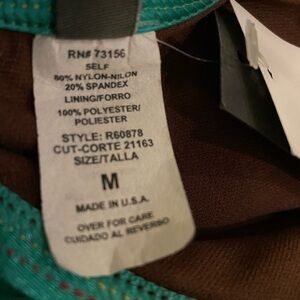 RN# 73156
SELF
80% NYLON-NILON
20% SPANDEX
LINING/FORRO
100% POLYESTER/
POLIESTER
STYLE: R60878
CUT-CORTE 21163
SIZE/TALLA
M
MADE IN U.S.A.
OVER FOR CARE
CUIDADO AL REVERSO